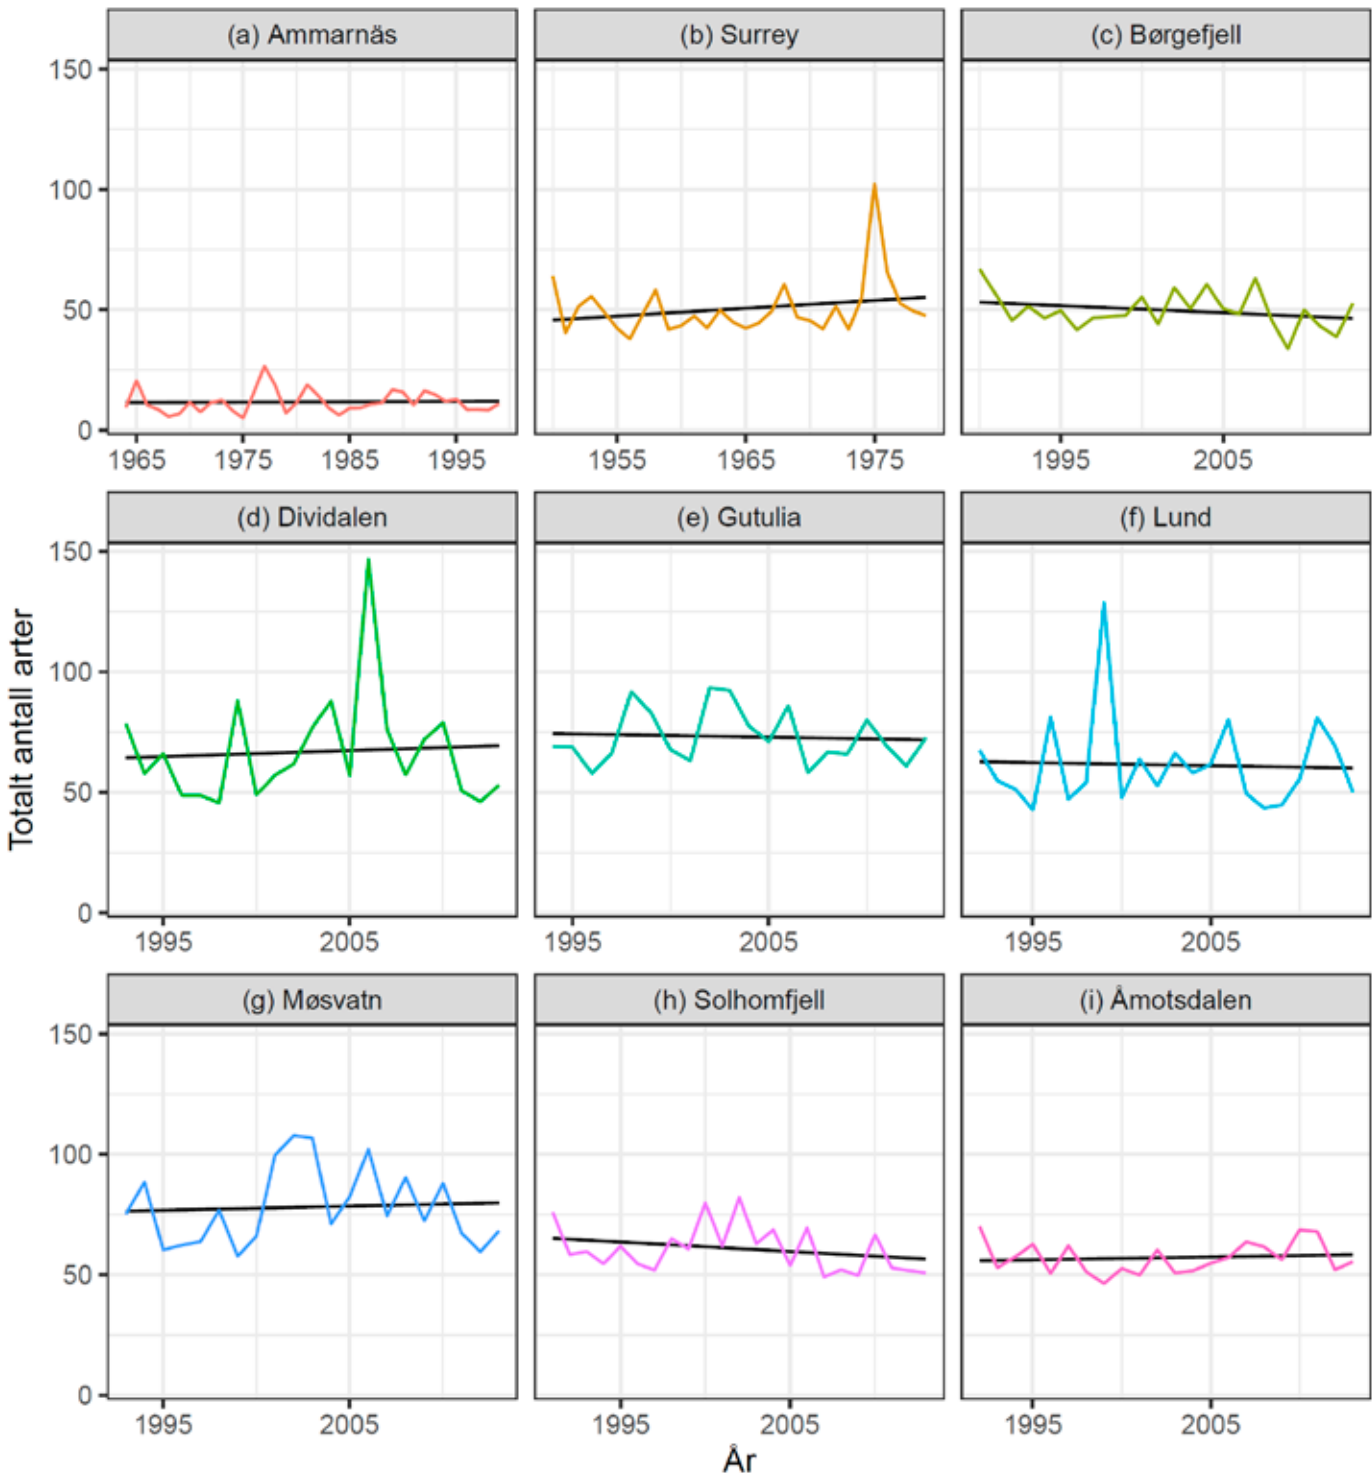 (a) Ammarnäs (b) Surrey (c) Børgefjell
150
100
50
0
1965 1975 1985 1995 1955 1965 1975 1995 2005
(d) Dividalen (e) Gutulia (f) Lund
150
100
50
0
1995 2005 1995 2005 1995 2005
(g) Møsvatn (h) Solhomfjell (i) Åmotsdalen
150
100
50
0
1995 2005 1995 2005 1995 2005
Totalt antall arter
År